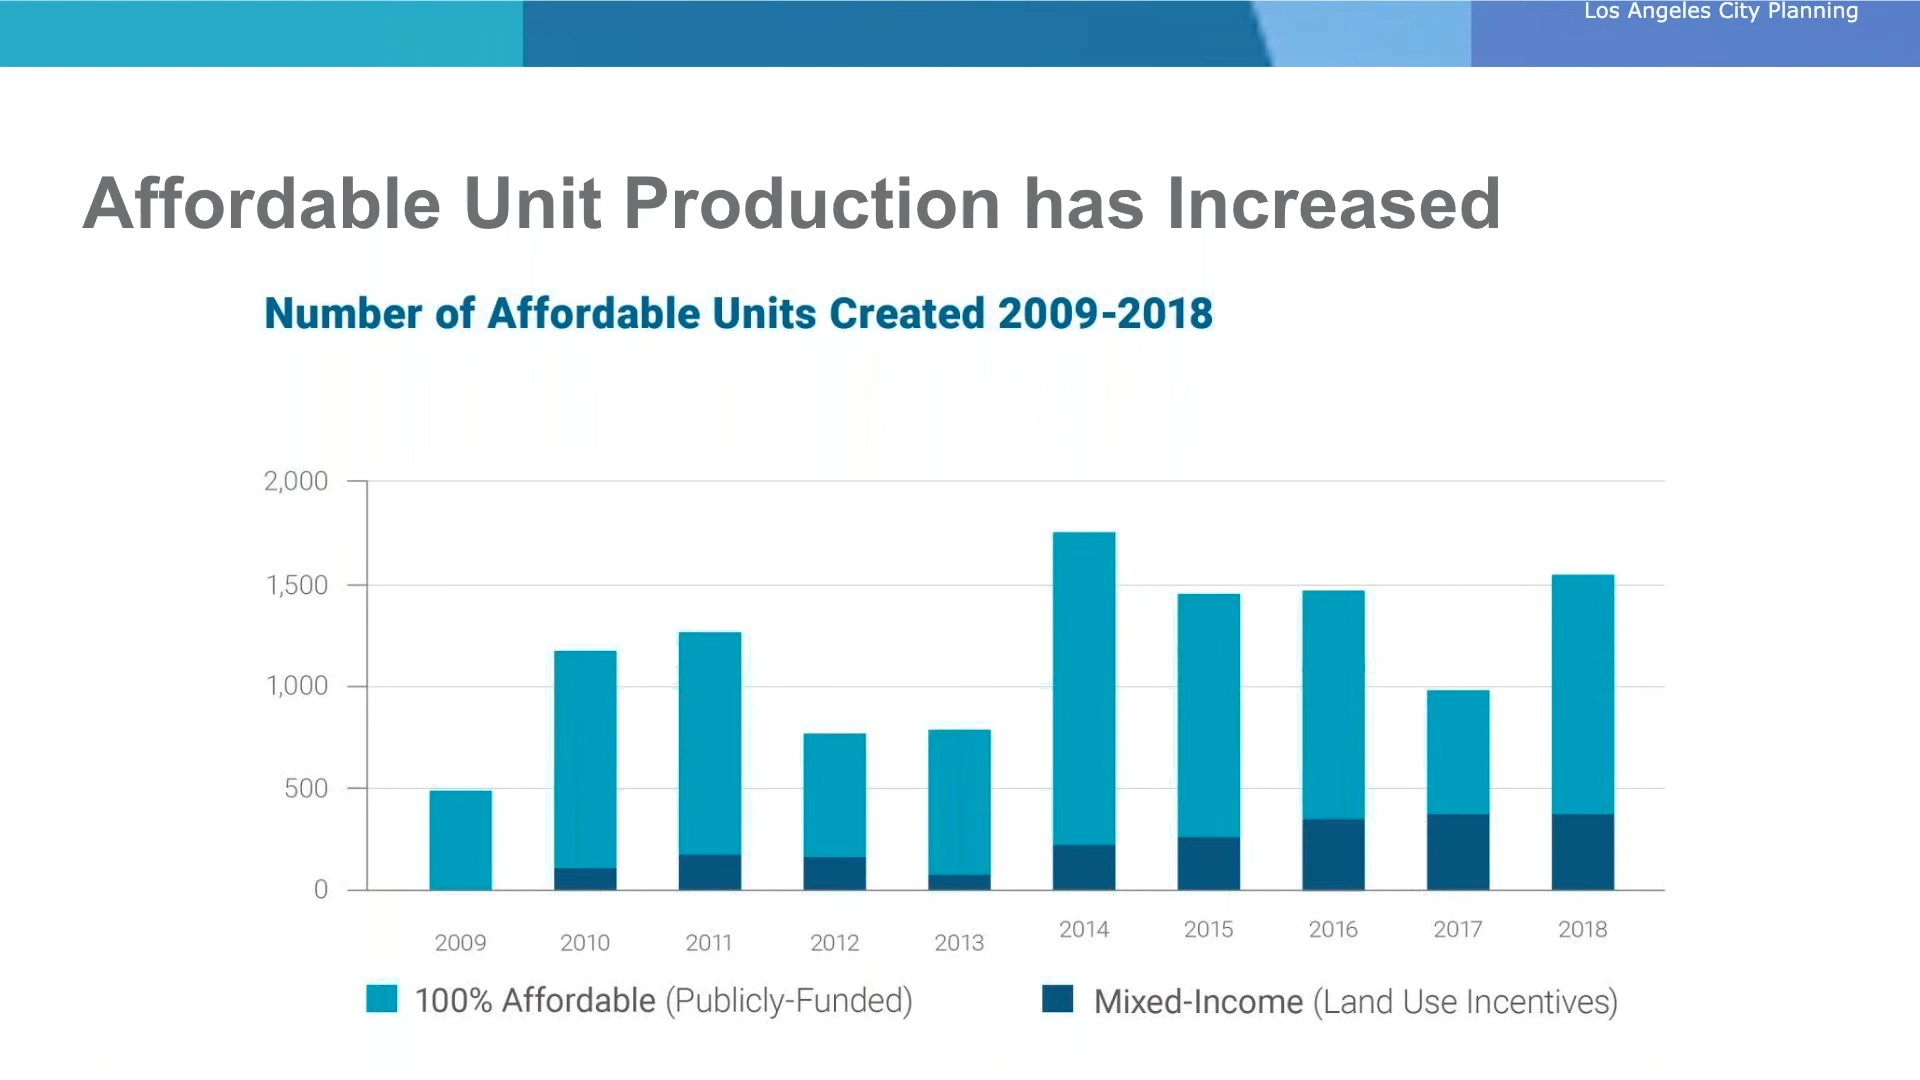 Los Angeles City Planning
Affordable Unit Production has Increased
Number of Affordable Units Created 2009-2018
2,000
1,500
1,000
500
0
2009 2010 2011 2012 2013 2014 2015 2016 2017 2018
100% Affordable (Publicly-Funded) Mixed-Income (Land Use Incentives)